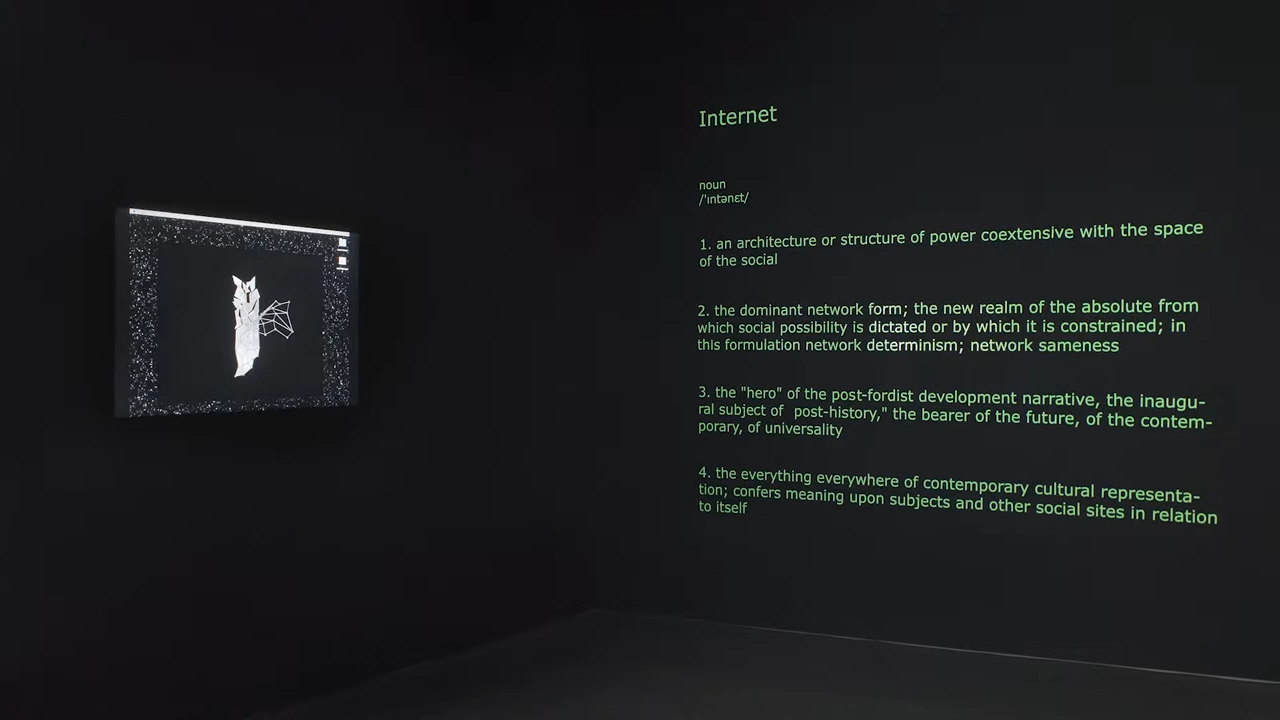 Internet
noun
/'ıntənɛt/
1. an architecture or structure of power coextensive with the space
of the social
2. the dominant network form; the new realm of the absolute from
which social possibility is dictated or by which it is constrained; in
this formulation network determinism; network sameness
3. the "hero" of the post-fordist development narrative, the inaugu-
ral subject of  post-history," the bearer of the future, of the contem-
porary, of universality
4. the everything everywhere of contemporary cultural representa-
tion; confers meaning upon subjects and other social sites in relation
to itself